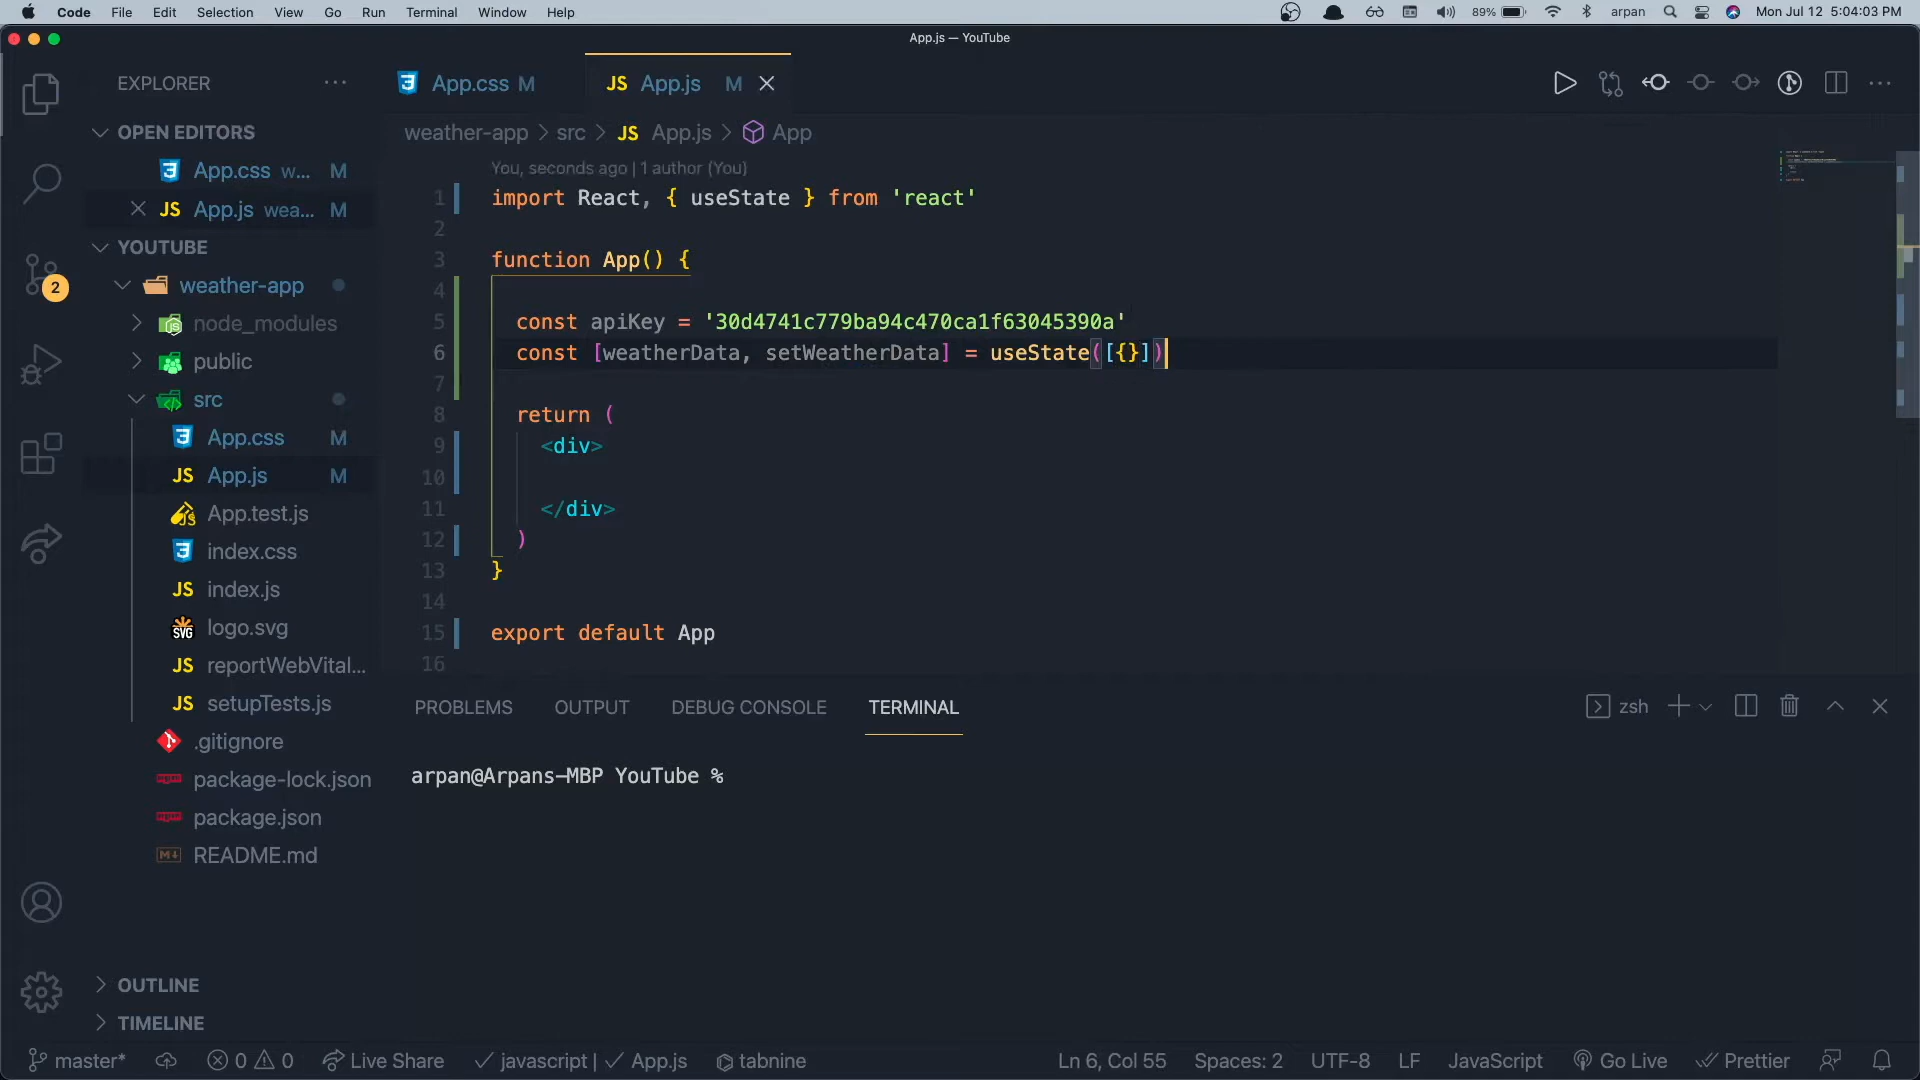 Code File Edit Selection View Go Run Terminal Window Help 89% arpan Mon Jul 12 5:04:03 PM
App.js — YouTube
EXPLORER
OPEN EDITORS
App.css w... M
App.js wea... M
YOUTUBE
weather-app
node_modules
public
src
App.css M
App.js M
App.test.js
index.css
index.js
logo.svg
reportWebVital...
setupTests.js
.gitignore
package-lock.json
package.json
README.md
OUTLINE
TIMELINE
2
App.css M
JS App.js M
weather-app > src > JS App.js > App
You, seconds ago | 1 author (You)
1 import React, { useState } from 'react'
2
3 function App() {
4
5 const apiKey = '30d4741c779ba94c470ca1f63045390a'
6 const [weatherData, setWeatherData] = useState([{}])
7
8 return (
9 <div>
10
11 </div>
12 )
13 }
14
15 export default App
16
PROBLEMS OUTPUT DEBUG CONSOLE TERMINAL zsh
arpan@Arpans-MBP YouTube %
master* 0 0 Live Share javascript | App.js tabnine Ln 6, Col 55 Spaces: 2 UTF-8 LF JavaScript Go Live Prettier